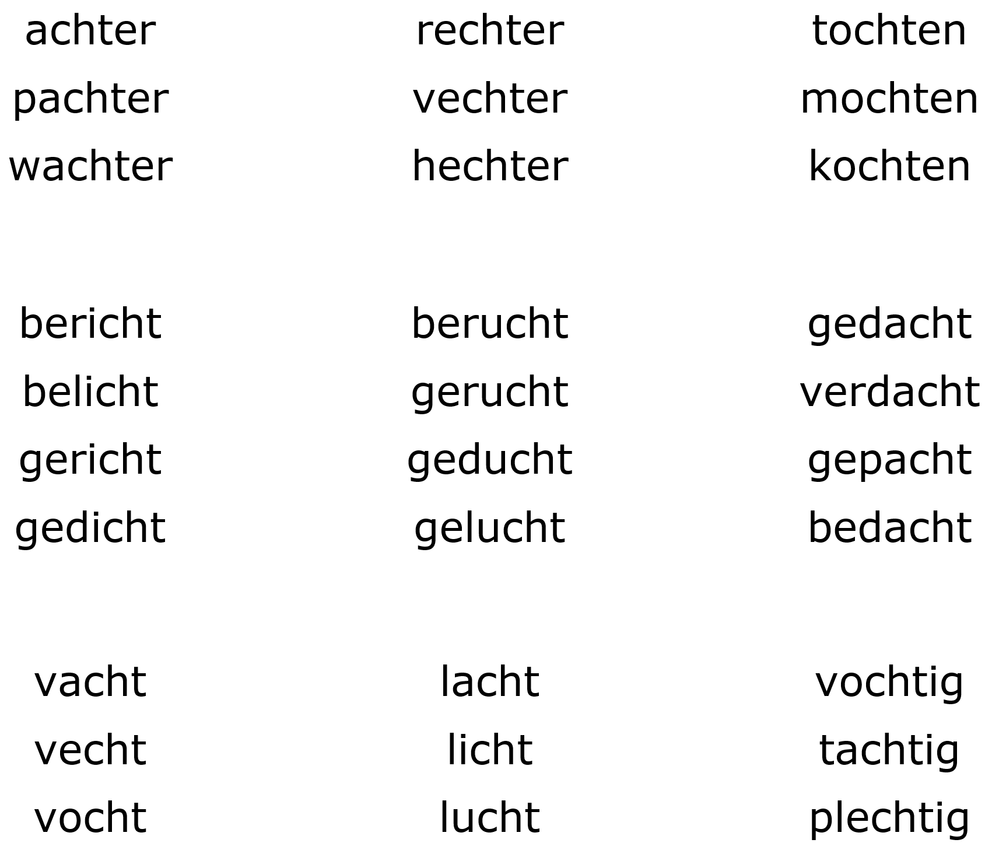 achter rechter tochten
pachter vechter mochten
wachter hechter kochten
bericht berucht gedacht
belicht gerucht verdacht
gericht geducht gepacht
gedicht gelucht bedacht
vacht lacht vochtig
vecht licht tachtig
vocht lucht plechtig